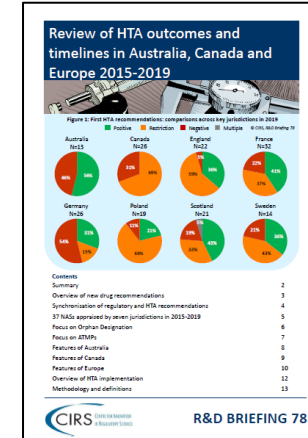 Review of HTA outcomes and
timelines in Australia, Canada and
Europe 2015-2019
Figure 1: First HTA recommendations: comparisons across key jurisdictions in 2019
Positive Restriction Negative Multiple © CIRS, R&D Briefing 78
Australia Canada England France
N=13 N=26 N=22 N=32
46% 54% 31% 69% 5% 36% 59% 22% 41% 37%
Germany Poland Scotland Sweden
N=26 N=19 N=21 N=14
31% 15% 54% 21% 5% 19% 43% 33% 21% 36% 43%
Contents
Summary 2
Overview of new drug recommendations 3
Synchronisation of regulatory and HTA recommendations 4
37 NASs appraised by seven jurisdictions in 2015-2019 5
Focus on Orphan Designation 6
Focus on ATMPs 7
Features of Australia 8
Features of Canada 9
Features of Europe 10
Overview of HTA implementation 12
Methodology and definitions 13
CIRS CENTRE FOR INNOVATION
IN REGULATORY SCIENCE
R&D BRIEFING 78